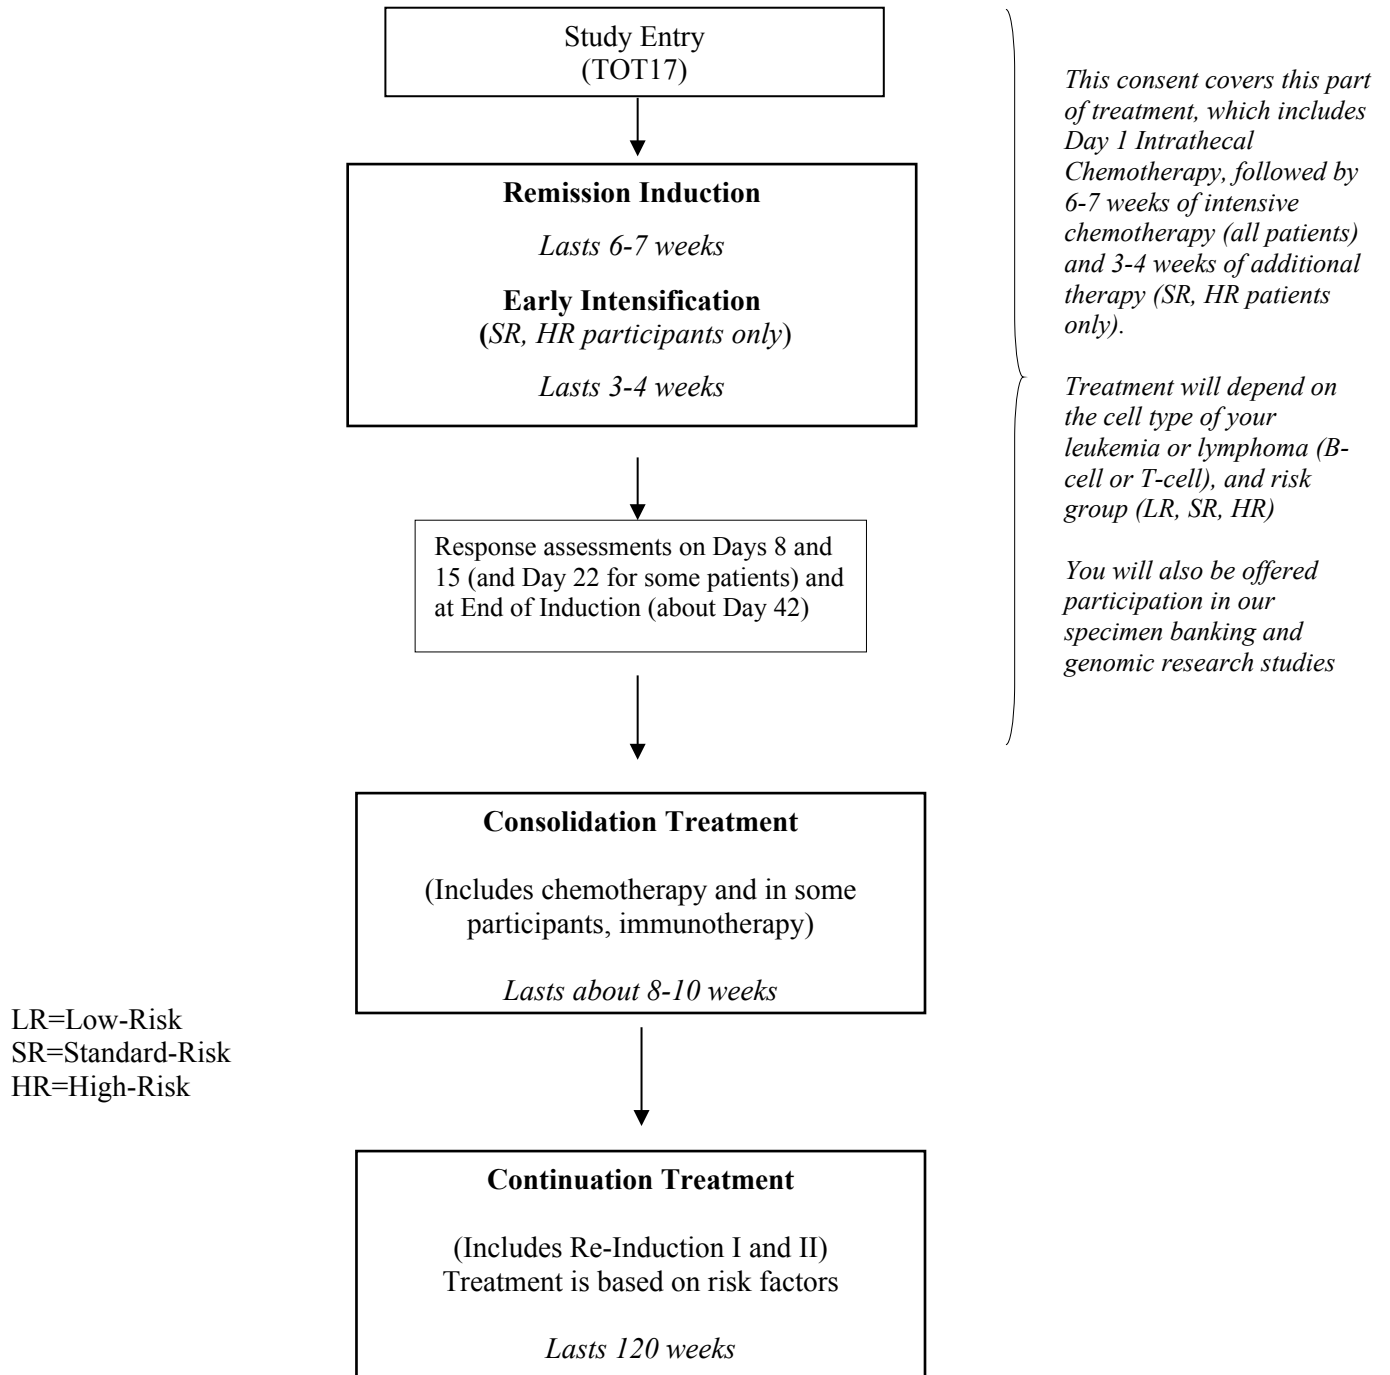 Study Entry
(TOT17)
Remission Induction
Lasts 6-7 weeks
Early Intensification
(SR, HR participants only)
Lasts 3-4 weeks
Response assessments on Days 8 and
15 (and Day 22 for some patients) and
at End of Induction (about Day 42)
This consent covers this part
of treatment, which includes
Day 1 Intrathecal
Chemotherapy, followed by
6-7 weeks of intensive
chemotherapy (all patients)
and 3-4 weeks of additional
therapy (SR, HR patients
only).
Treatment will depend on
the cell type of your
leukemia or lymphoma (B-
cell or T-cell), and risk
group (LR, SR, HR)
You will also be offered
participation in our
specimen banking and
genomic research studies
Consolidation Treatment
(Includes chemotherapy and in some
participants, immunotherapy)
Lasts about 8-10 weeks
LR=Low-Risk
SR=Standard-Risk
HR=High-Risk
Continuation Treatment
(Includes Re-Induction I and II)
Treatment is based on risk factors
Lasts 120 weeks